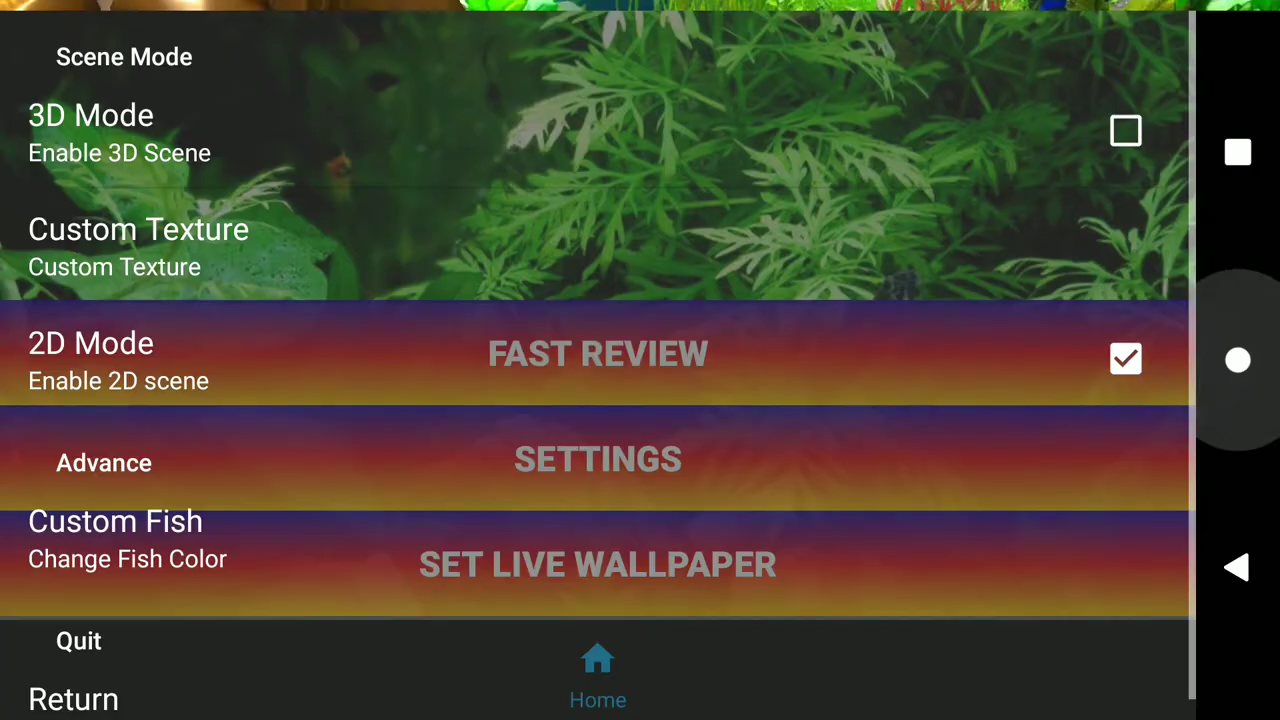 Scene Mode
3D Mode
Enable 3D Scene
Custom Texture
Custom Texture
2D Mode
Enable 2D scene
FAST REVIEW
Advance
SETTINGS
Custom Fish
Change Fish Color
SET LIVE WALLPAPER
Quit
Return
Home